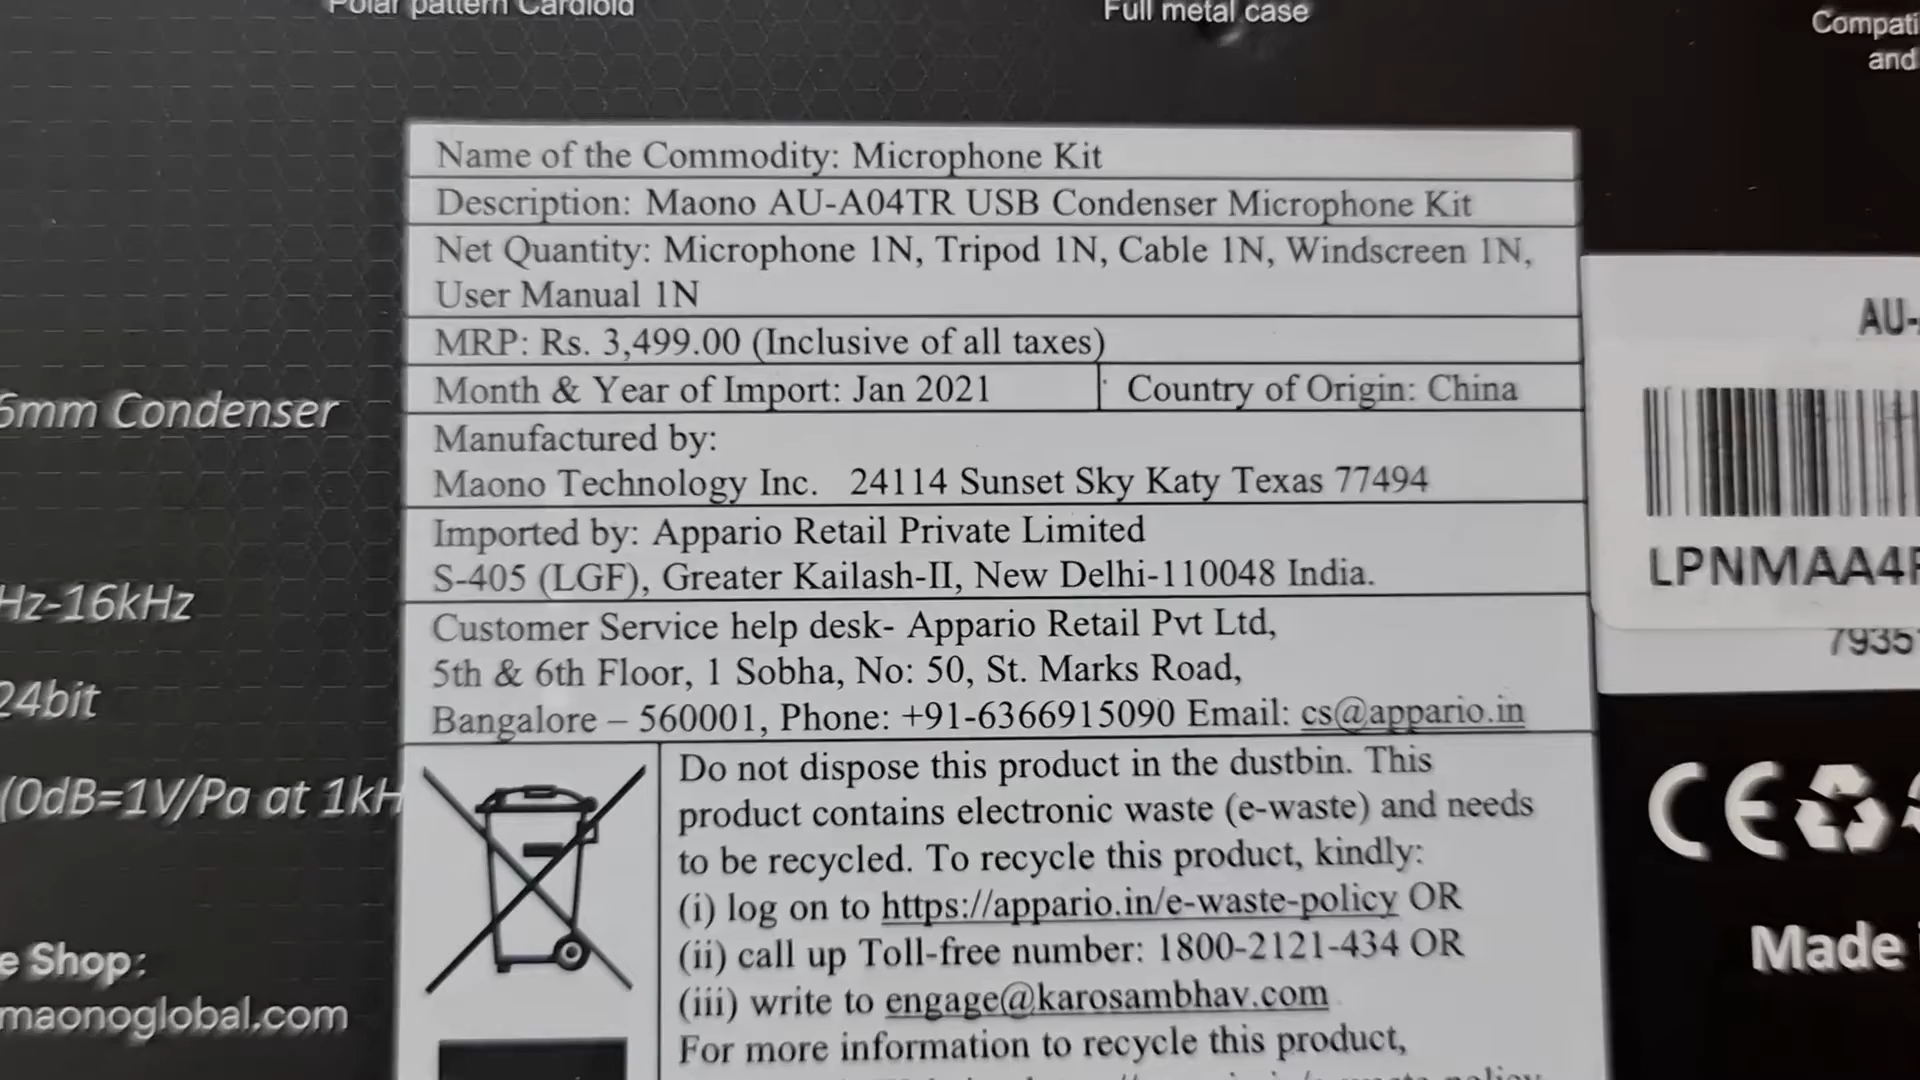 Polar pattern Cardioid
Full metal case
and
Name of the Commodity: Microphone Kit
Description: Maono AU-A04TR USB Condenser Microphone Kit
Net Quantity: Microphone 1N, Tripod 1N, Cable 1N, Windscreen 1N,
User Manual 1N
MRP: Rs. 3,499.00 (Inclusive of all taxes)
Month & Year of Import: Jan 2021
Country of Origin: China
Manufactured by:
Maono Technology Inc. 24114 Sunset Sky Katy Texas 77494
Imported by: Appario Retail Private Limited
S-405 (LGF), Greater Kailash-II, New Delhi-110048 India.
Customer Service help desk- Appario Retail Pvt Ltd,
5th & 6th Floor, 1 Sobha, No: 50, St. Marks Road,
Bangalore – 560001, Phone: +91-6366915090 Email: cs@appario.in
Do not dispose this product in the dustbin. This
product contains electronic waste (e-waste) and needs
to be recycled. To recycle this product, kindly:
(i) log on to https://appario.in/e-waste-policy OR
(ii) call up Toll-free number: 1800-2121-434 OR
(iii) write to engage@karosambhav.com
For more information to recycle this product,
5mm Condenser
Hz-16kHz
24bit
(0dB=1V/Pa at 1kH
e Shop:
maonoglobal.com
AU-
LPNMAA4
7935
CE
Made